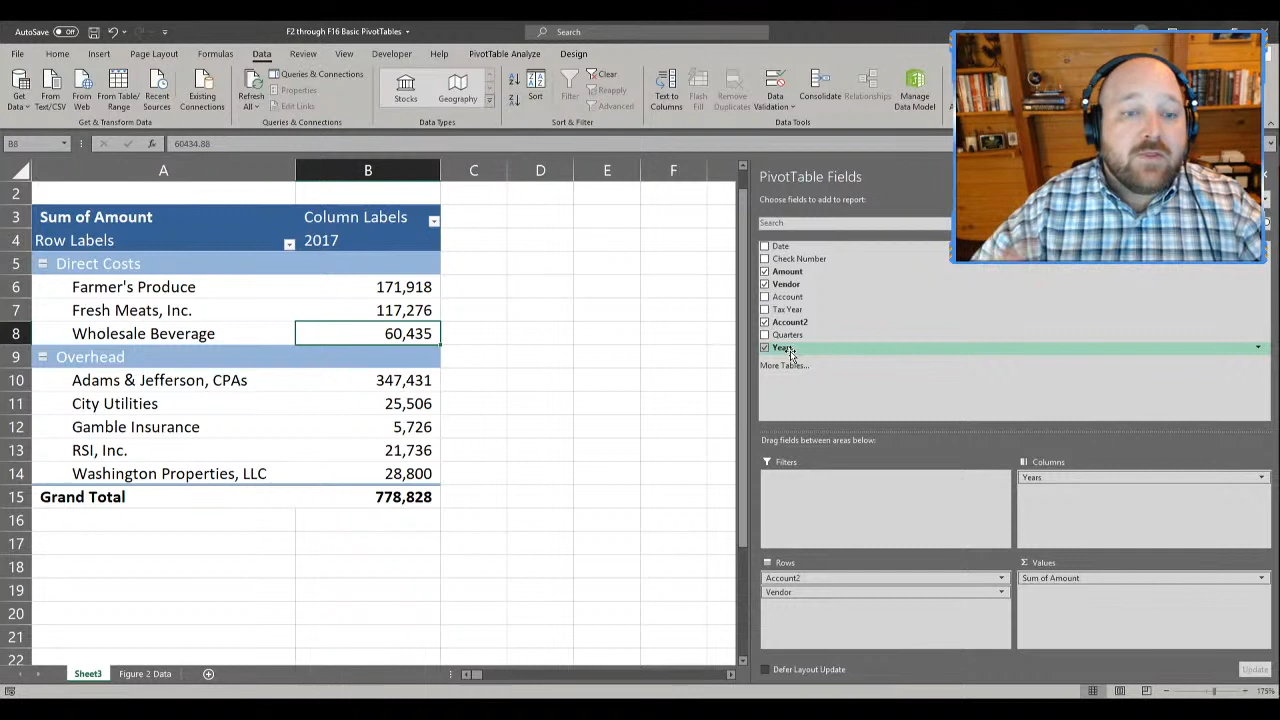 AutoSave Off F2 through F16 Basic PivotTables Search
File Home Insert Page Layout Formulas Data Review View Developer Help PivotTable Analyze Design
Get Data From Text/CSV From Web From Table/Range Recent Sources Existing Connections
Refresh All Queries & Connections Properties Edit Links
Stocks Geography
Sort Filter Clear Reapply Advanced
Text to Columns Flash Fill Remove Duplicates Data Validation Consolidate Relationships Manage Data Model
Get & Transform Data Queries & Connections Data Types Sort & Filter Data Tools
B8 fx 60434.88
A B C D E F
2
3 Sum of Amount Column Labels
4 Row Labels 2017
5 Direct Costs
6 Farmer's Produce 171,918
7 Fresh Meats, Inc. 117,276
8 Wholesale Beverage 60,435
9 Overhead
10 Adams & Jefferson, CPAs 347,431
11 City Utilities 25,506
12 Gamble Insurance 5,726
13 RSI, Inc. 21,736
14 Washington Properties, LLC 28,800
15 Grand Total 778,828
16
17
18
19
20
21
22
PivotTable Fields
Choose fields to add to report:
Search
Date
Check Number
Amount
Vendor
Account
Tax Year
Account2
Quarters
Years
More Tables...
Drag fields between areas below:
Filters Columns
Years
Rows Σ Values
Account2 Sum of Amount
Vendor
Defer Layout Update Update
Sheet3 Figure 2 Data
175%